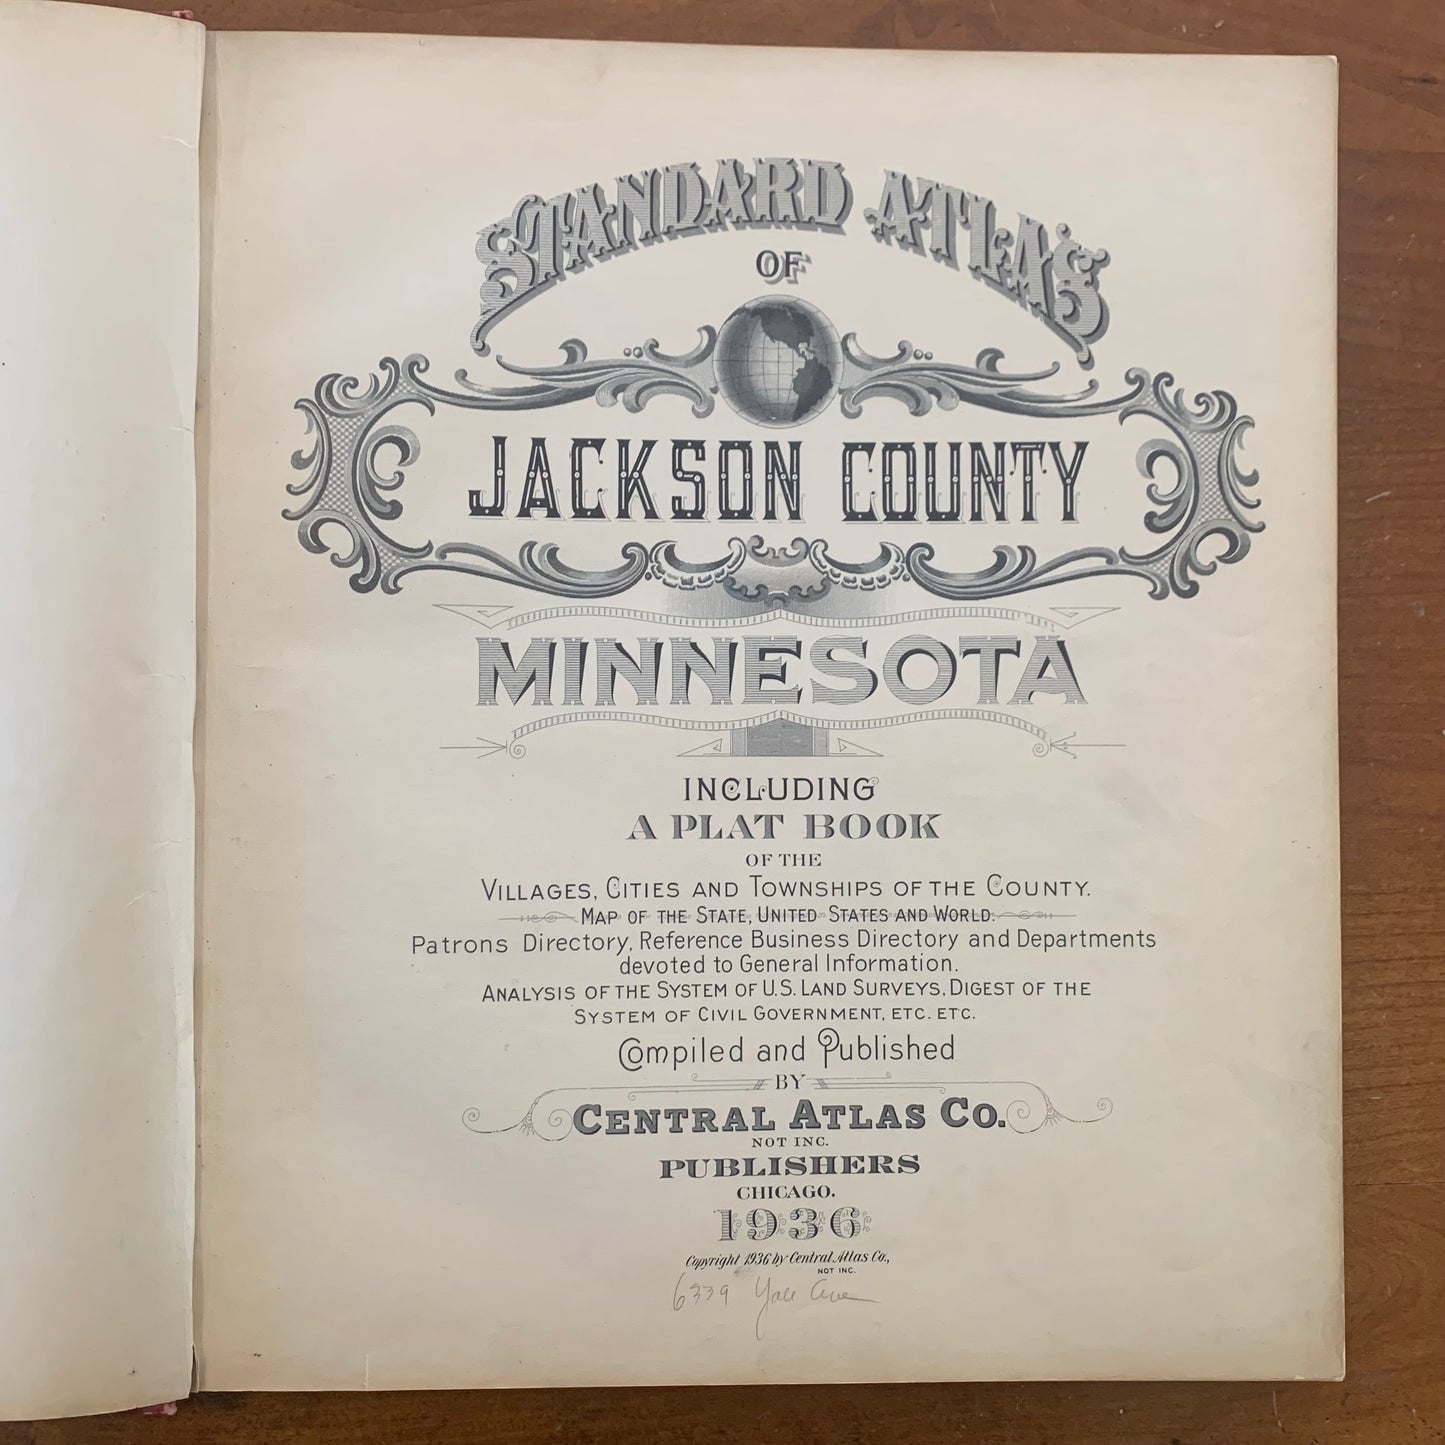 STANDARD ATLAS
OF
JACKSON COUNTY
MINNESOTA
INCLUDING
A PLAT BOOK
OF THE
VILLAGES, CITIES AND TOWNSHIPS OF THE COUNTY.
MAP OF THE STATE, UNITED STATES AND WORLD.
Patrons Directory, Reference Business Directory and Departments
devoted to General Information.
ANALYSIS OF THE SYSTEM OF U.S. LAND SURVEYS, DIGEST OF THE
SYSTEM OF CIVIL GOVERNMENT, ETC. ETC.
Compiled and Published
BY
CENTRAL ATLAS CO.
NOT INC.
PUBLISHERS
CHICAGO.
1936
Copyright 1936 by Central Atlas Co.,
NOT INC.
6339 Yale Ave